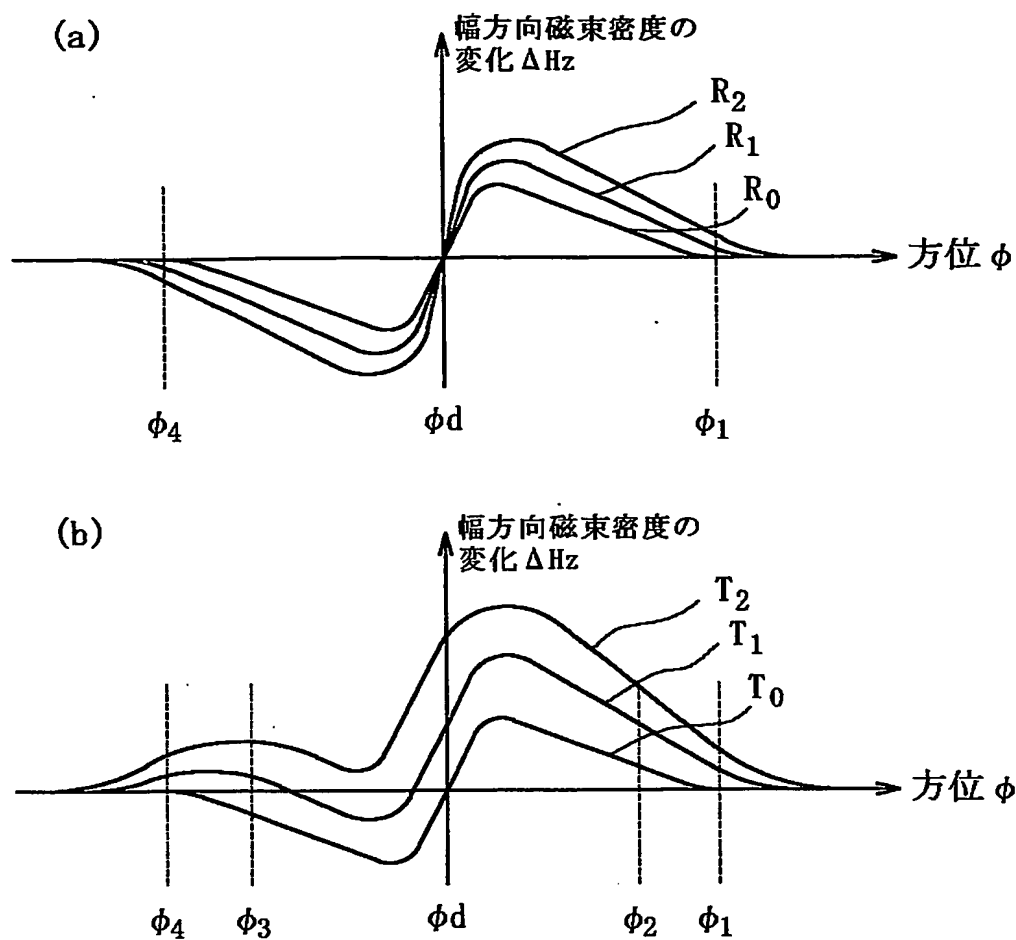 (a)
幅方向磁束密度の
変化 ΔHz
R₂
R₁
R₀
方位 φ
φ₄
φd
φ₁
(b)
幅方向磁束密度の
変化 ΔHz
T₂
T₁
T₀
方位 φ
φ₄
φ₃
φd
φ₂
φ₁